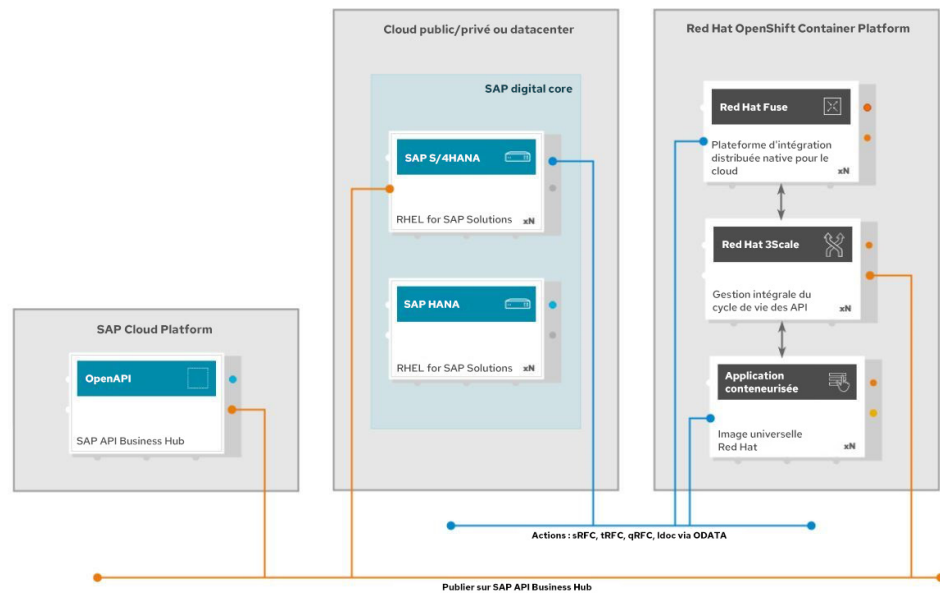 Cloud public/privé ou datacenter
SAP digital core
SAP S/4HANA
RHEL for SAP Solutions xN
SAP HANA
RHEL for SAP Solutions xN
Red Hat OpenShift Container Platform
Red Hat Fuse
Plateforme d'intégration
distribuée native pour le
cloud xN
Red Hat 3Scale
Gestion intégrale du
cycle de vie des API xN
Application
conteneurisée
Image universelle
Red Hat xN
SAP Cloud Platform
OpenAPI
SAP API Business Hub
Actions : sRFC, tRFC, qRFC, Idoc via ODATA
Publier sur SAP API Business Hub